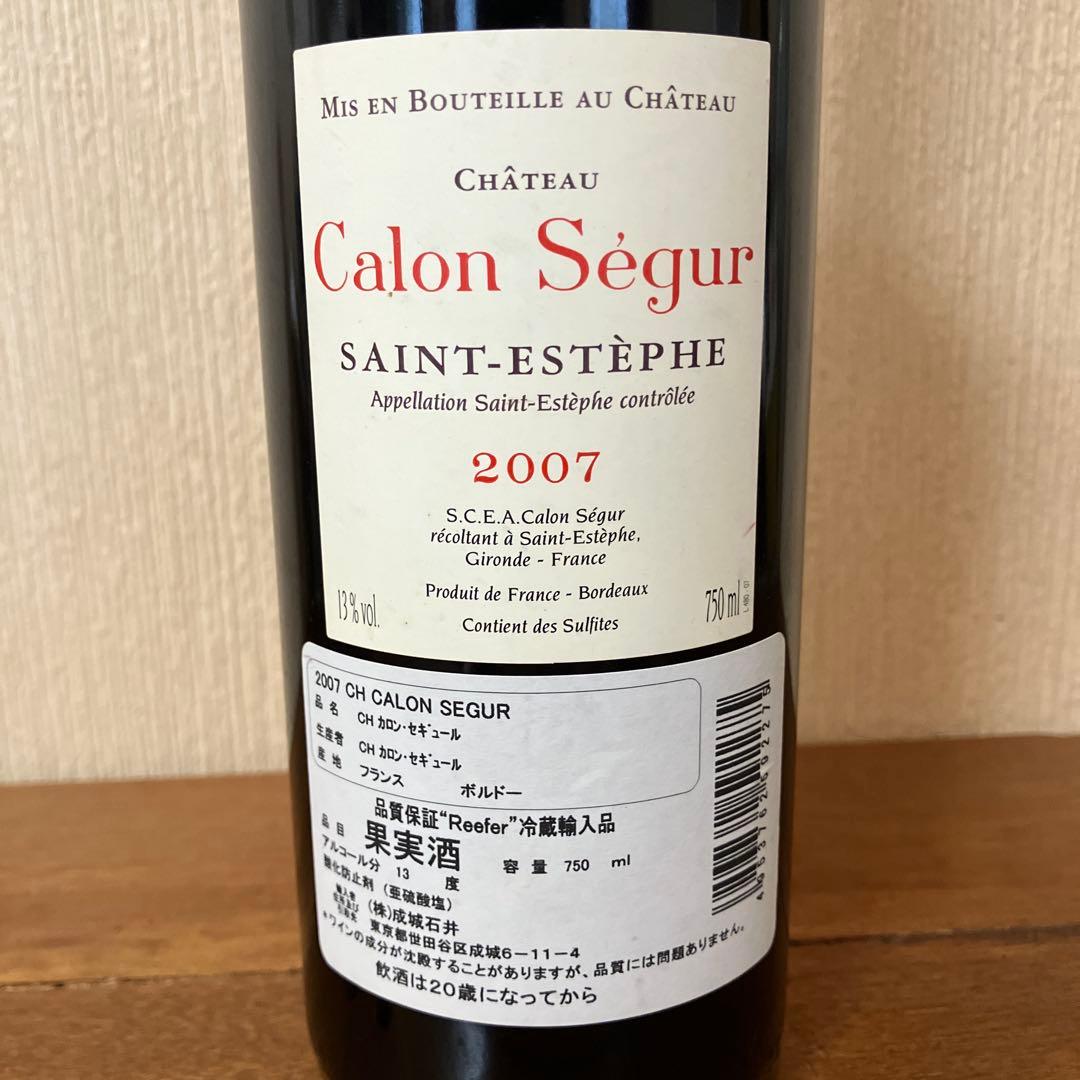 MIS EN BOUTEILLE AU CHÂTEAU
CHÂTEAU
Calon Ségur
SAINT-ESTÈPHE
Appellation Saint-Estèphe contrôlée
2007
S.C.E.A.Calon Ségur
récoltant à Saint-Estèphe,
Gironde - France
Produit de France - Bordeaux
13% vol.
750 ml
L 480 - 07
Contient des Sulfites
2007 CH CALON SEGUR
品名 CH カロン・セギュール
生産者 CH カロン・セギュール
産地 フランス ボルドー
品質保証“Reefer”冷蔵輸入品
品目 果実酒 容量 750 ml
アルコール分 13 度
酸化防止剤 (亜硫酸塩)
輸入者 (株)成城石井
東京都世田谷区成城6-11-4
*ワインの成分が沈殿することがありますが、品質には問題ありません。
飲酒は20歳になってから